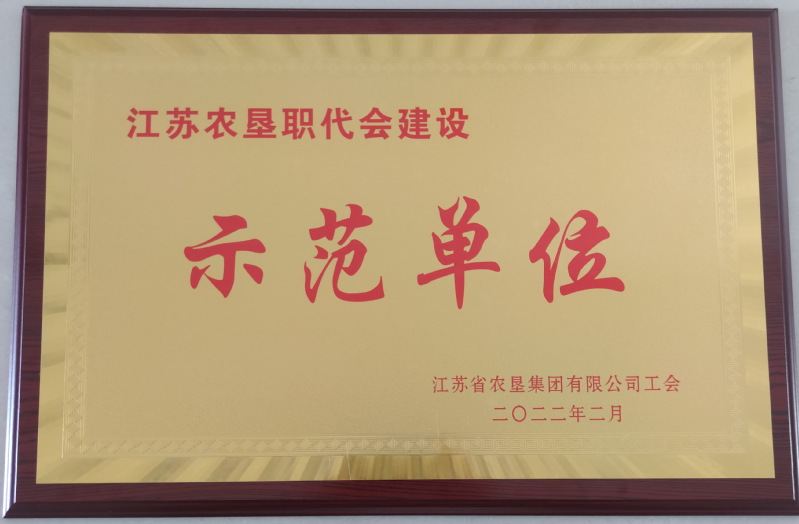 江苏农垦职代会建设
示范单位
江苏省农垦集团有限公司工会
二〇二二年二月